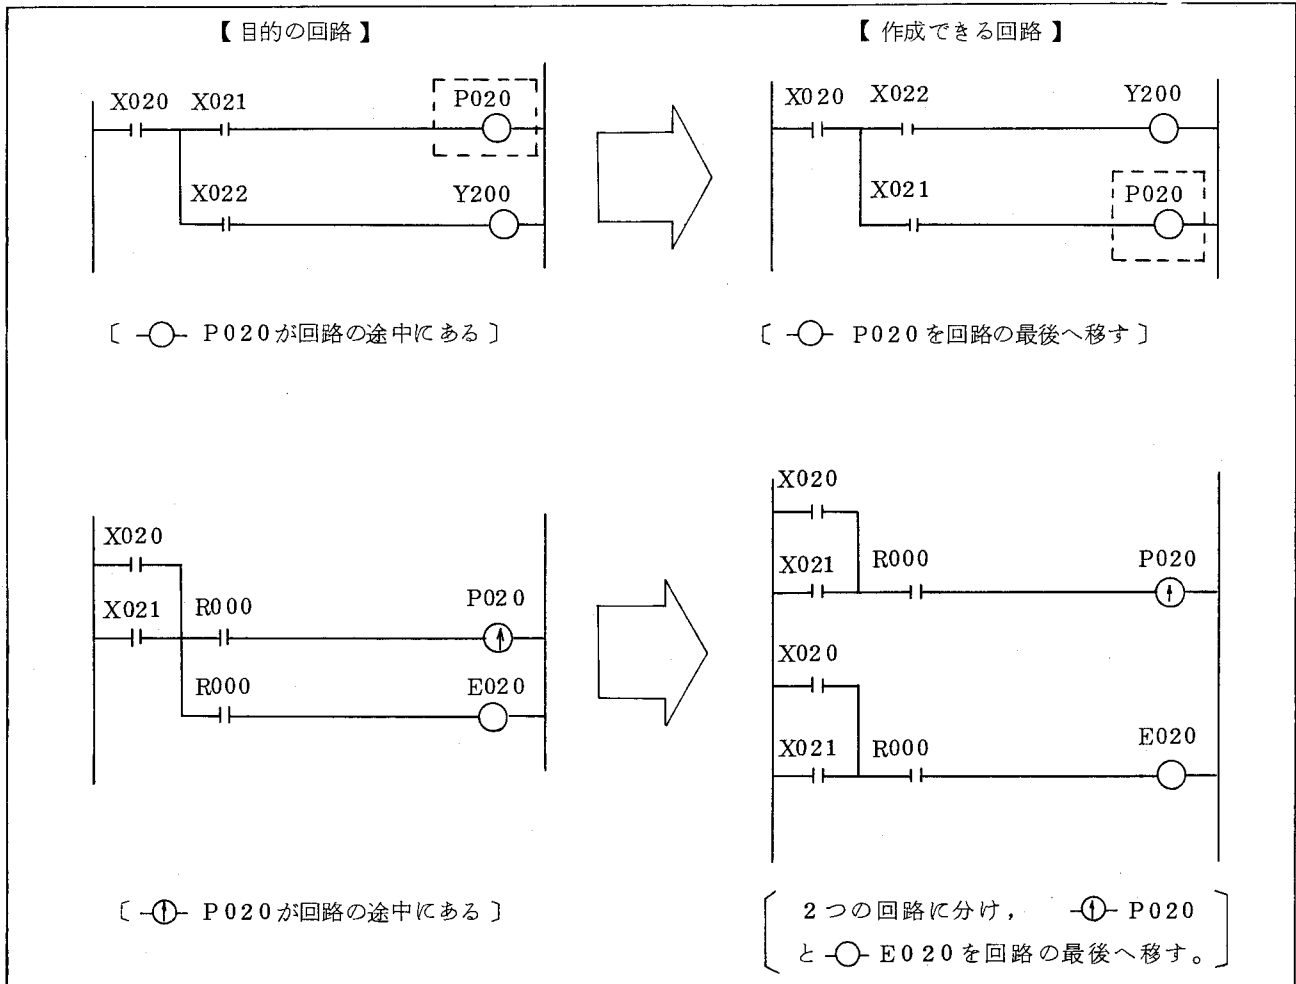 【目的の回路】
【作成できる回路】
X020 X021 P020
X022 Y200
X020 X022 Y200
X021 P020
〔 P020が回路の途中にある 〕
〔 P020を回路の最後へ移す 〕
X020
X021 R000 P020
R000 E020
X020
X021 R000 P020
X020
X021 R000 E020
〔 P020が回路の途中にある 〕
2つの回路に分け, P020
と E020を回路の最後へ移す。